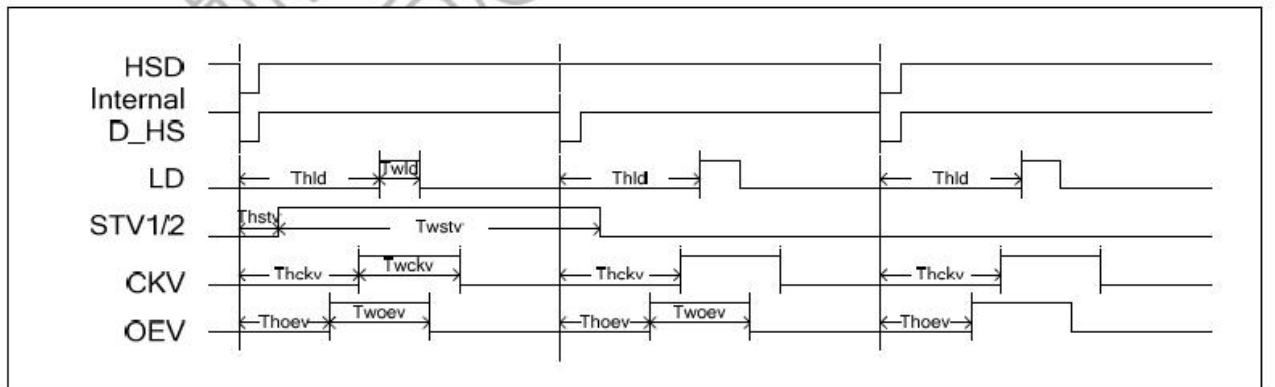 HSD
Internal
D_HS
LD Thld Twld Thld Thld
STV1/2 Thstv Twstv
CKV Thckv Twckv Thckv Thckv
OEV Thoev Twoev Thoev Twoev Thoev